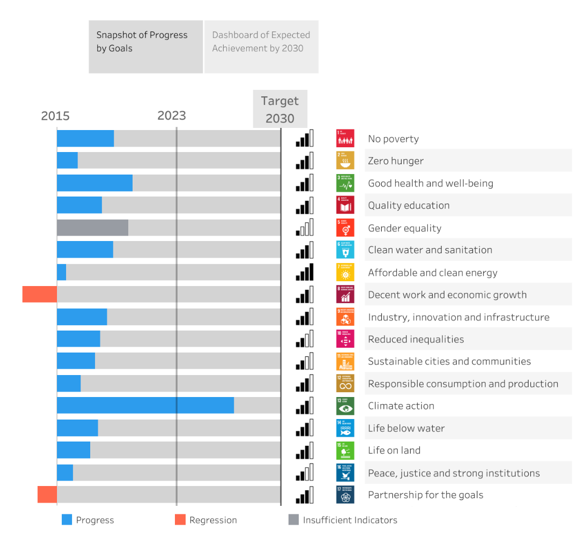 Snapshot of Progress
by Goals
Dashboard of Expected
Achievement by 2030
2015
2023
Target
2030
No poverty
Zero hunger
Good health and well-being
Quality education
Gender equality
Clean water and sanitation
Affordable and clean energy
Decent work and economic growth
Industry, innovation and infrastructure
Reduced inequalities
Sustainable cities and communities
Responsible consumption and production
Climate action
Life below water
Life on land
Peace, justice and strong institutions
Partnership for the goals
Progress
Regression
Insufficient Indicators